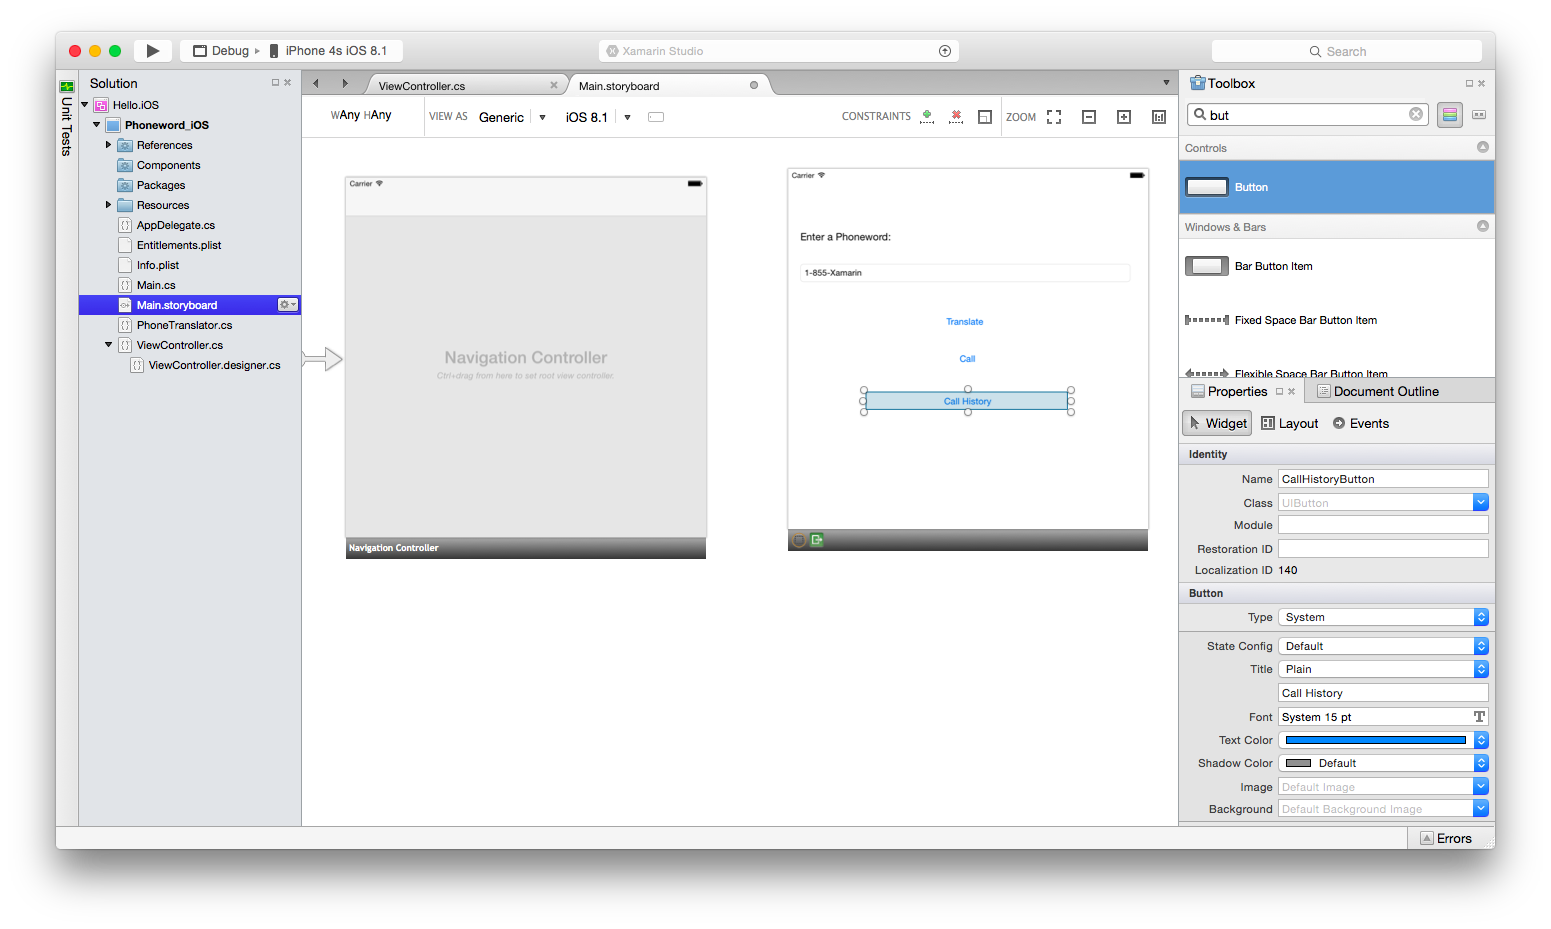 Debug
iPhone 4s iOS 8.1
Xamarin Studio
Search
Unit Tests
Solution
Hello.iOS
Phoneword_iOS
References
Components
Packages
Resources
AppDelegate.cs
Entitlements.plist
Info.plist
Main.cs
Main.storyboard
PhoneTranslator.cs
ViewController.cs
ViewController.designer.cs
ViewController.cs
Main.storyboard
wAny hAny
VIEW AS Generic iOS 8.1
CONSTRAINTS
ZOOM
Carrier
Navigation Controller
Ctrl+drag from here to set root view controller.
Navigation Controller
Carrier
Enter a Phoneword:
1-855-Xamarin
Translate
Call
Call History
Toolbox
but
Controls
Button
Windows & Bars
Bar Button Item
Fixed Space Bar Button Item
Flexible Space Bar Button Item
Properties
Document Outline
Widget Layout Events
Identity
Name CallHistoryButton
Class UIButton
Module
Restoration ID
Localization ID 140
Button
Type System
State Config Default
Title Plain
Call History
Font System 15 pt
Text Color
Shadow Color Default
Image Default Image
Background Default Background Image
Errors